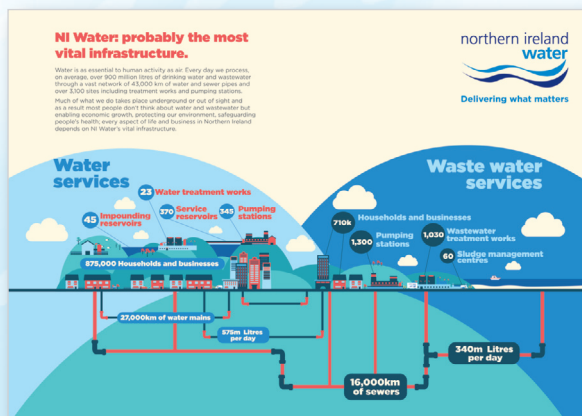 NI Water: probably the most
vital infrastructure.
Water is as essential to human activity as air. Every day we process,
on average, over 900 million litres of drinking water and wastewater
through a vast network of 43,000 km of water and sewer pipes and
over 3,100 sites including treatment works and pumping stations.
Much of what we do takes place underground or out of sight and
as a result most people don't think about water and wastewater but
enabling economic growth, protecting our environment, safeguarding
people's health; every aspect of life and business in Northern Ireland
depends on NI Water's vital infrastructure.
northern ireland
water
Delivering what matters
Water
services
23 Water treatment works
45 Impounding
reservoirs
370 Service
reservoirs
345 Pumping
stations
875,000 Households and businesses
Waste water
services
710k Households and businesses
1,300 Pumping
stations
1,030 Wastewater
treatment works
60 Sludge management
centres
27,000km of water mains
575m Litres
per day
340m Litres
per day
16,000km
of sewers